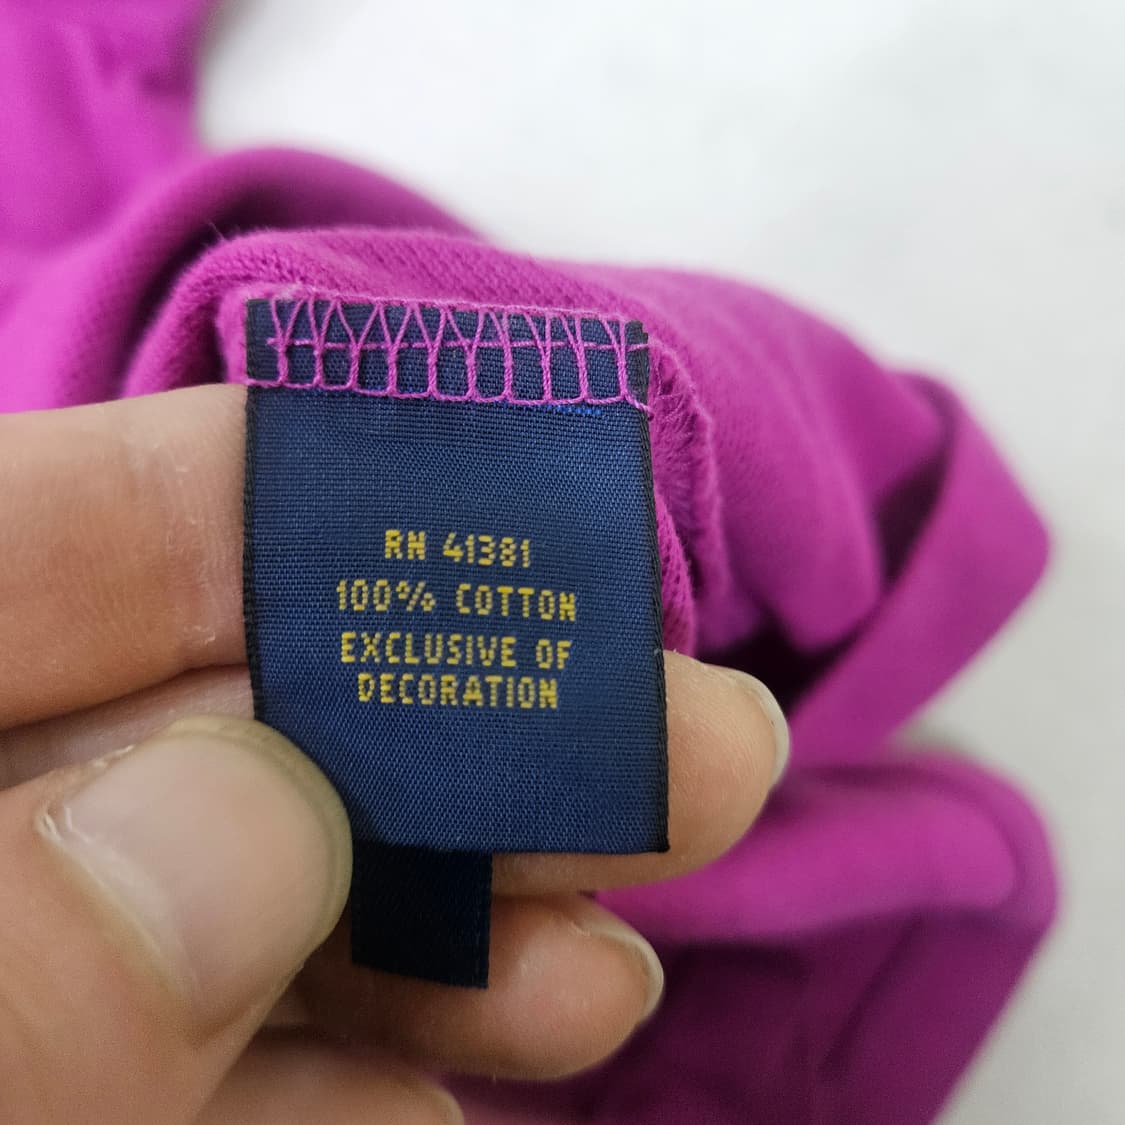 RN 41381
100% COTTON
EXCLUSIVE OF
DECORATION